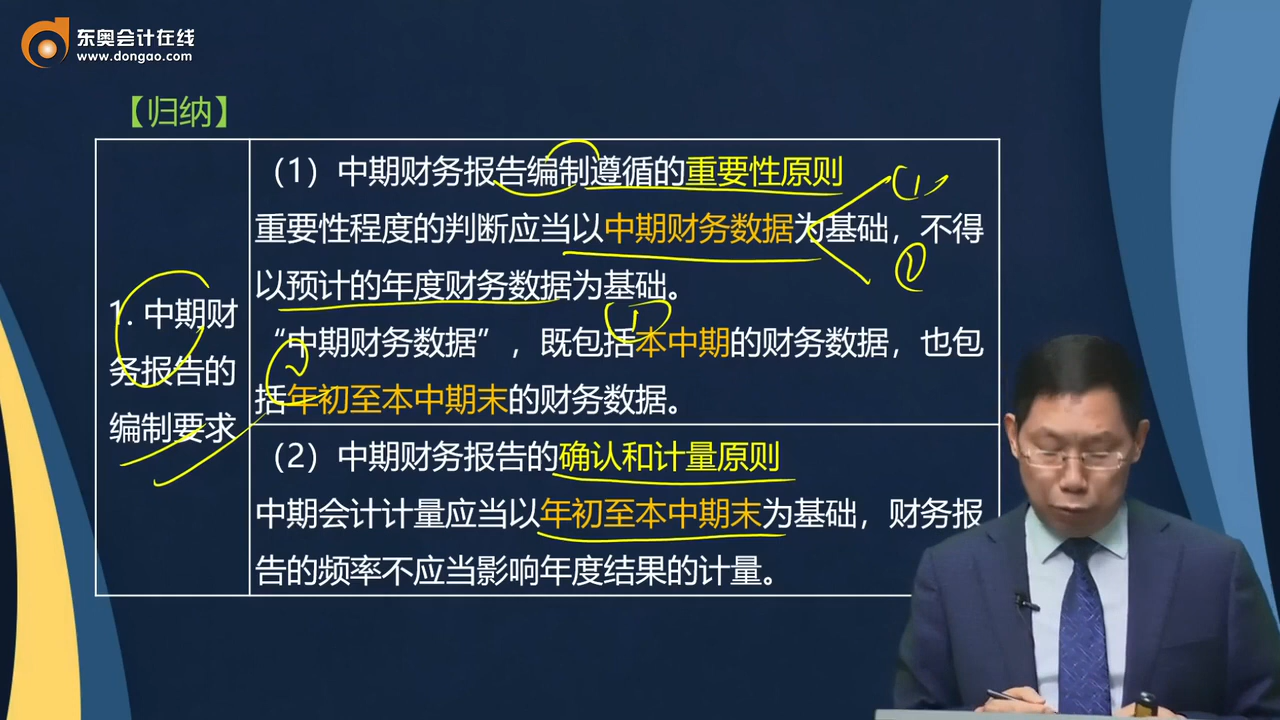 东奥会计在线
www.dongao.com
【归纳】
1. 中期财
务报告的
编制要求
（1）中期财务报告编制遵循的重要性原则
重要性程度的判断应当以中期财务数据为基础，不得
以预计的年度财务数据为基础。
“中期财务数据”，既包括本中期的财务数据，也包
括年初至本中期末的财务数据。
（2）中期财务报告的确认和计量原则
中期会计计量应当以年初至本中期末为基础，财务报
告的频率不应当影响年度结果的计量。
(1)
②
1
2